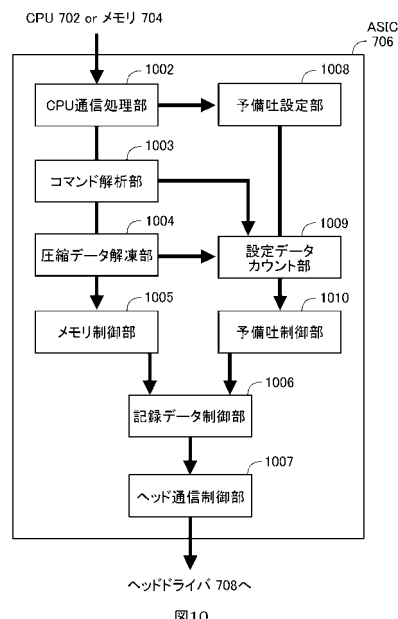 CPU 702 or メモリ 704
ASIC
706
1002
1008
CPU通信処理部
予備吐設定部
1003
コマンド解析部
1004
1009
圧縮データ解凍部
設定データ
カウント部
1005
1010
メモリ制御部
予備吐制御部
1006
記録データ制御部
1007
ヘッド通信制御部
ヘッドドライバ 708へ
図10